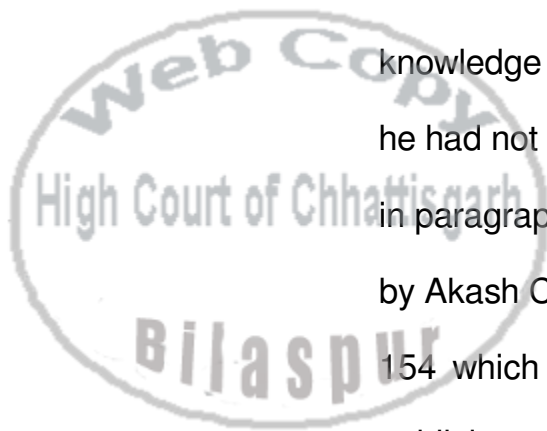 Web Copy
knowledge
he had not
High Court of Chhattisgarh
in paragrap
by Akash C
Bilaspur
154 which